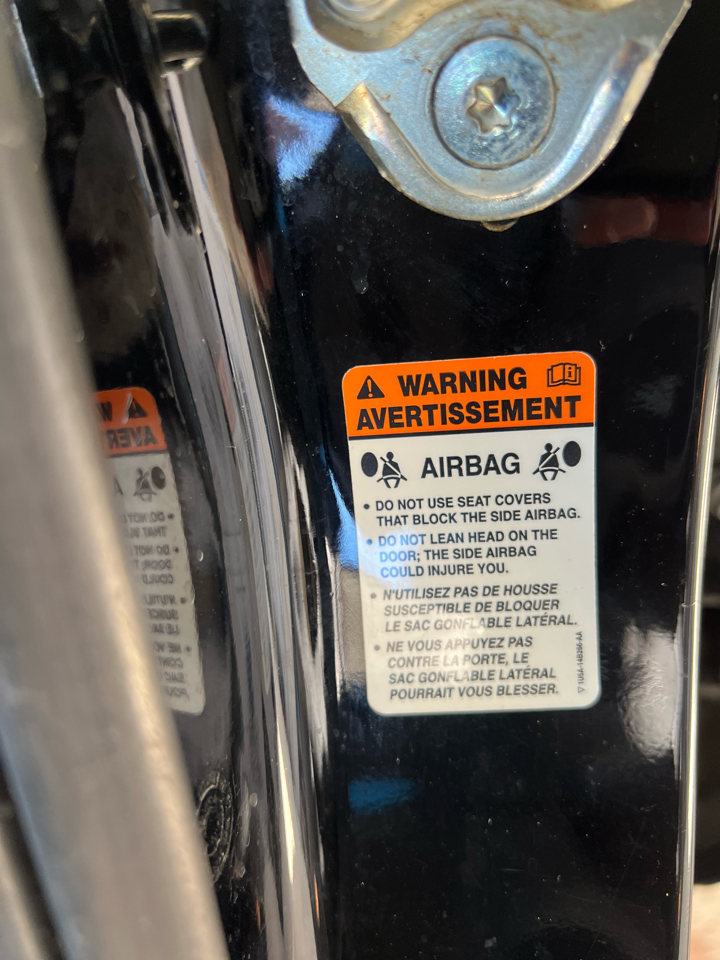 WARNING
AVERTISSEMENT
AIRBAG
• DO NOT USE SEAT COVERS
THAT BLOCK THE SIDE AIRBAG.
• DO NOT LEAN HEAD ON THE
DOOR; THE SIDE AIRBAG
COULD INJURE YOU.
• N'UTILISEZ PAS DE HOUSSE
SUSCEPTIBLE DE BLOQUER
LE SAC GONFLABLE LATÉRAL.
• NE VOUS APPUYEZ PAS
CONTRE LA PORTE, LE
SAC GONFLABLE LATÉRAL
POURRAIT VOUS BLESSER.